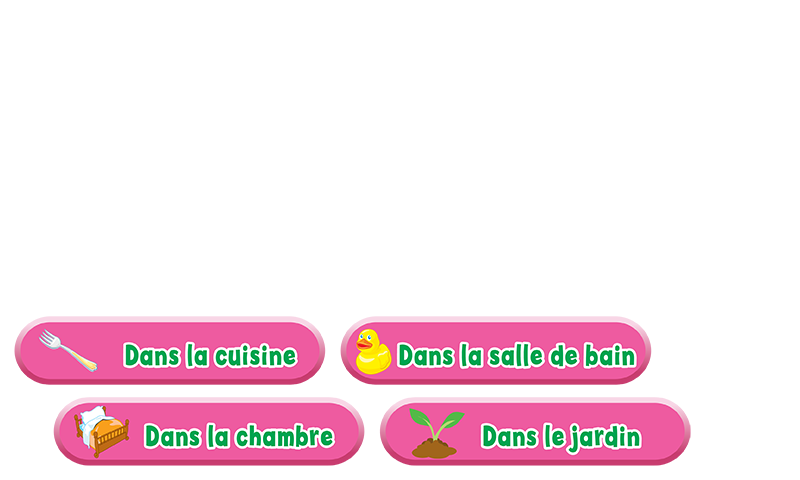 Dans la cuisine
Dans la salle de bain
Dans la chambre
Dans le jardin